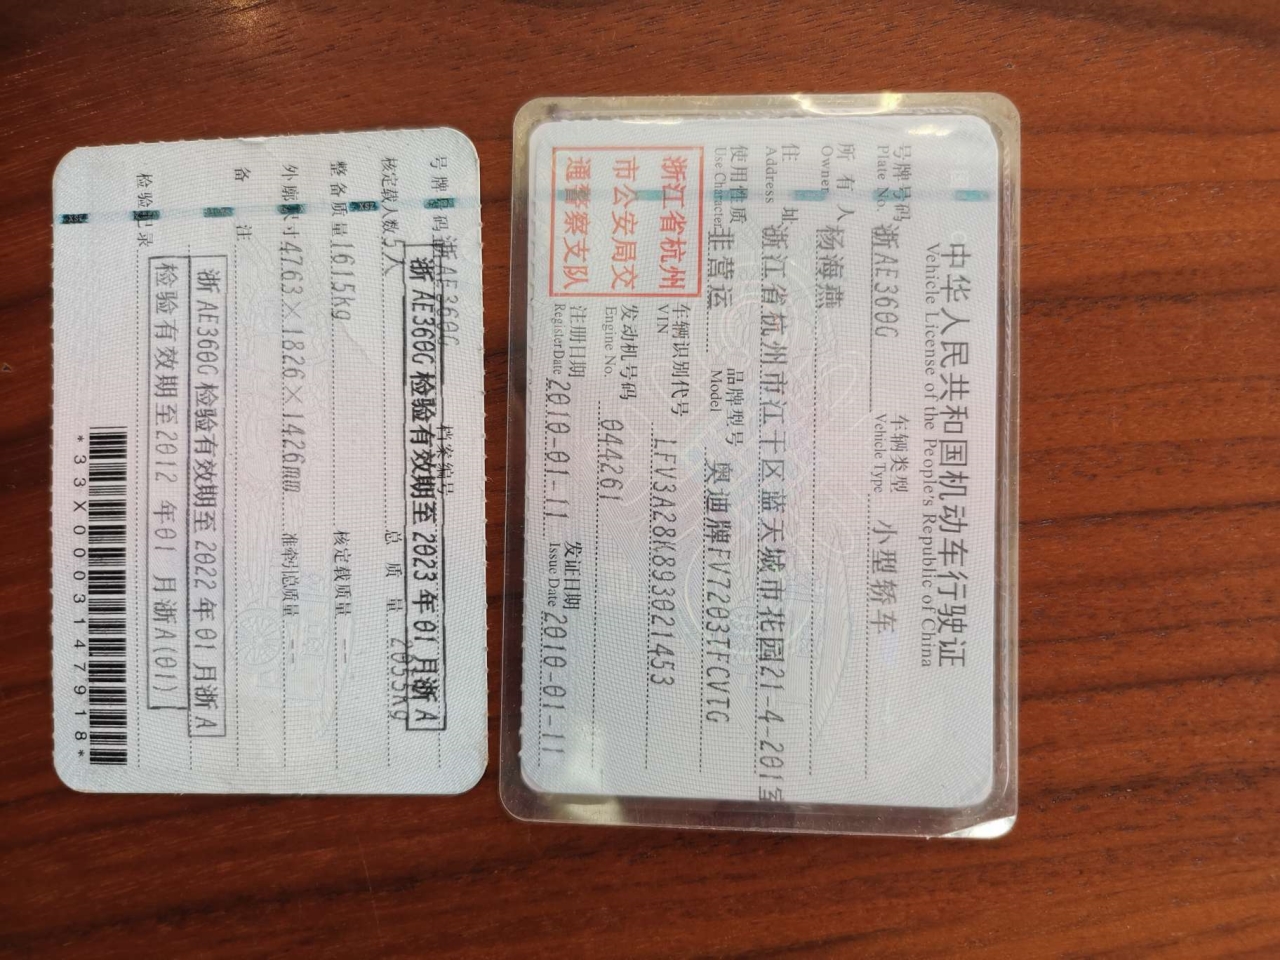 中华人民共和国机动车行驶证
Vehicle License of the People's Republic of China
号牌号码 浙AE360G 车辆类型 小型轿车
Plate No. Vehicle Type
所有人 杨海燕
Owner
住址 浙江省杭州市江干区蓝天城市花园21-4-201室
Address
使用性质 非营运 品牌型号 奥迪牌FV7203TFCVTG
Use Character Model
浙江省杭州
市公安局交
通警察支队
车辆识别代号 LFV3A28K893021453
VIN
发动机号码 044261
Engine No.
注册日期 2010-01-11 发证日期 2010-01-11
Register Date Issue Date
号牌号码 浙AE360G 档案编号
浙AE360G检验有效期至2023年01月浙A
核定载人数 5人 总质量 2055kg
整备质量 1615kg 核定载质量 --
外廓尺寸 4763×1826×1426mm 准牵引总质量 --
备注
浙AE360G检验有效期至2022年01月浙A
检验记录
检验有效期至2012年01月浙A(01)
*33X0003147918*